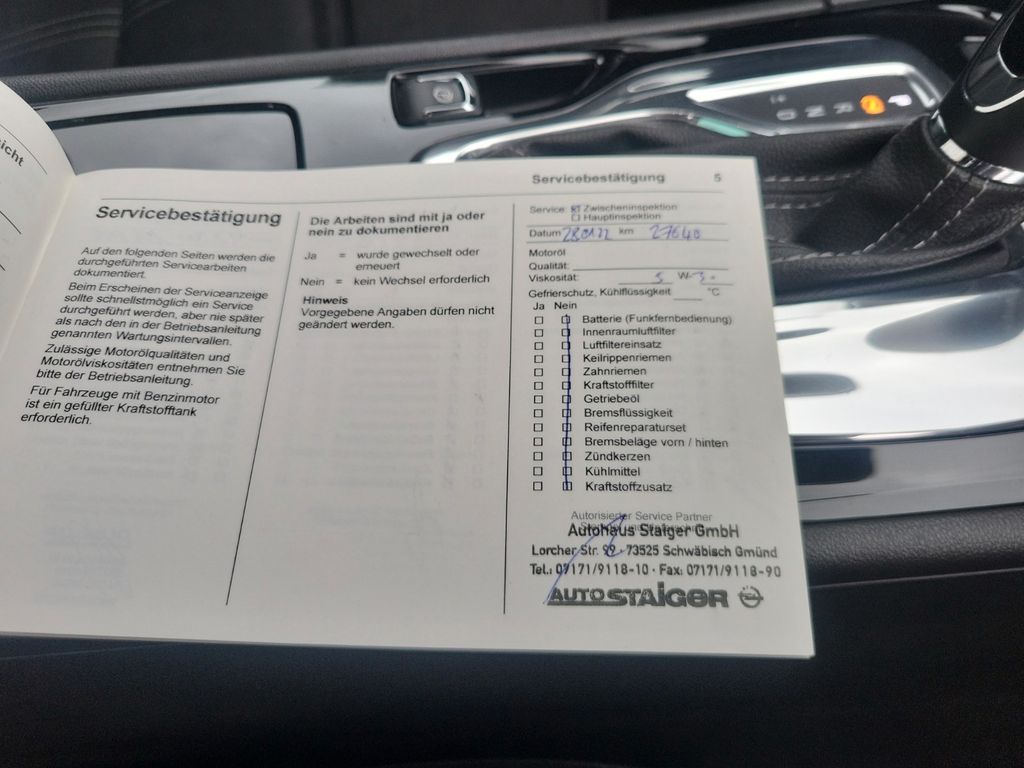 sicht
Servicebestätigung 5
Servicebestätigung
Auf den folgenden Seiten werden die
durchgeführten Servicearbeiten
dokumentiert.
Beim Erscheinen der Serviceanzeige
sollte schnellstmöglich ein Service
durchgeführt werden, aber nie später
als nach den in der Betriebsanleitung
genannten Wartungsintervallen.
Zulässige Motorölqualitäten und
Motorölviskositäten entnehmen Sie
bitte der Betriebsanleitung.
Für Fahrzeuge mit Benzinmotor
ist ein gefüllter Kraftstofftank
erforderlich.
Die Arbeiten sind mit ja oder
nein zu dokumentieren
Ja = wurde gewechselt oder
erneuert
Nein = kein Wechsel erforderlich
Hinweis
Vorgegebene Angaben dürfen nicht
geändert werden.
Service: Zwischeninspektion
Hauptinspektion
Datum 280122 km 27640
Motoröl
Qualität:
Viskosität: 5 W-3
Gefrierschutz, Kühlflüssigkeit °C
Ja Nein
Batterie (Funkfernbedienung)
Innenraumluftfilter
Luftfiltereinsatz
Keilrippenriemen
Zahnriemen
Kraftstofffilter
Getriebeöl
Bremsflüssigkeit
Reifenreparaturset
Bremsbeläge vorn / hinten
Zündkerzen
Kühlmittel
Kraftstoffzusatz
Autorisierter Service Partner
Autohaus Staiger GmbH
Lorcher Str. 99 · 73525 Schwäbisch Gmünd
Tel.: 07171/9118-10 · Fax: 07171/9118-90
AUTO STAIGER